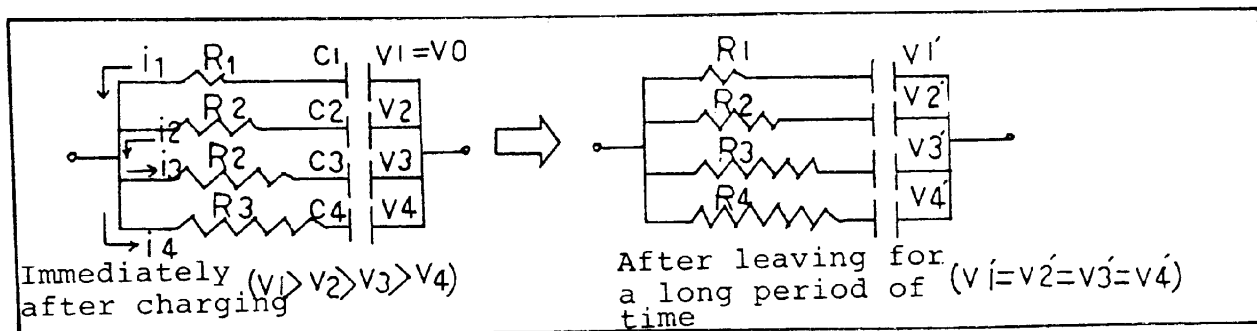 i1 R1 C1 V1=V0
R2 C2 V2
i2
i3 R2 C3 V3
R3 C4 V4
i4
Immediately (V1>V2>V3>V4)
after charging
R1 V1′
R2 V2′
R3 V3′
R4 V4′
After leaving for
a long period of (V1′=V2′=V3′=V4′)
time